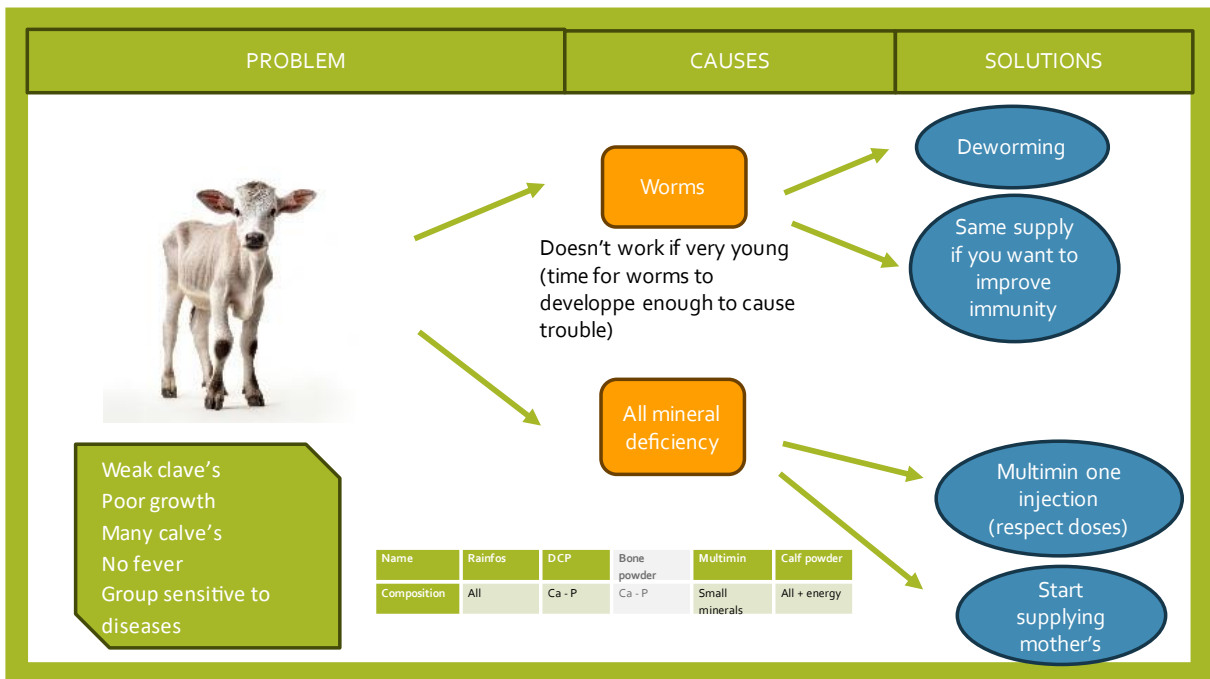 PROBLEM
CAUSES
SOLUTIONS
Worms
Doesn't work if very young
(time for worms to
developpe enough to cause
trouble)
Deworming
Same supply
if you want to
improve
immunity
All mineral
deficiency
Multimin one
injection
(respect doses)
Start
supplying
mother's
Weak clave's
Poor growth
Many calve's
No fever
Group sensitive to
diseases
Name Rainfos DCP Bone powder Multimin Calf powder
Composition All Ca - P Ca - P Small minerals All + energy